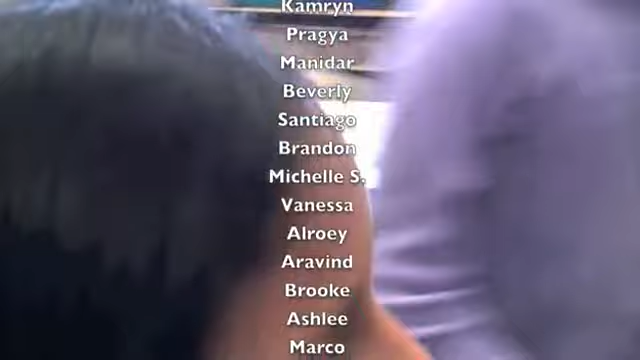 Kamryn
Pragya
Manidar
Beverly
Santiago
Brandon
Michelle S.
Vanessa
Alroey
Aravind
Brooke
Ashlee
Marco